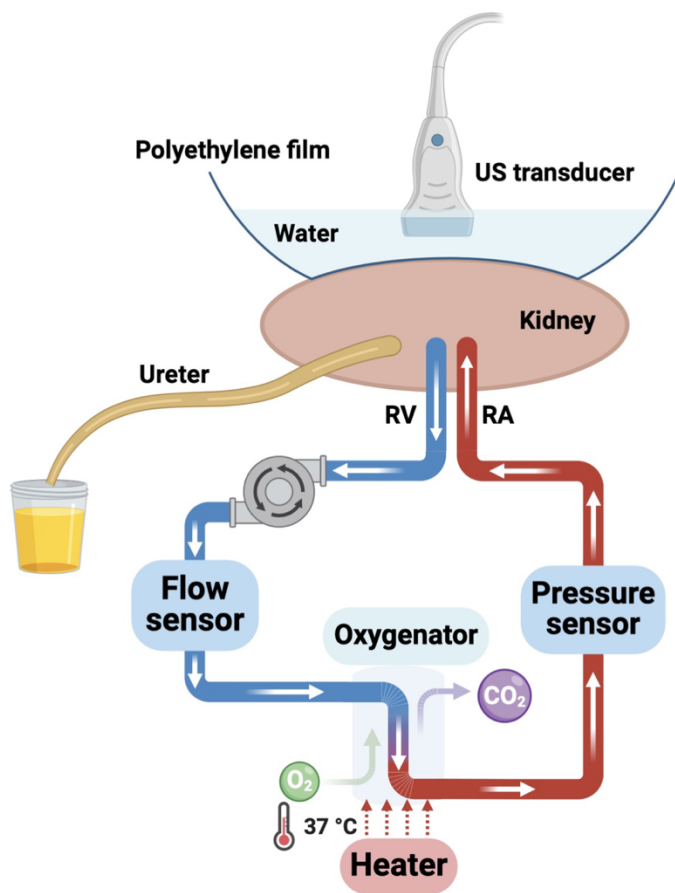 Polyethylene film
US transducer
Water
Kidney
Ureter
RV
RA
Flow
sensor
Pressure
sensor
Oxygenator
CO₂
O₂
37 °C
Heater